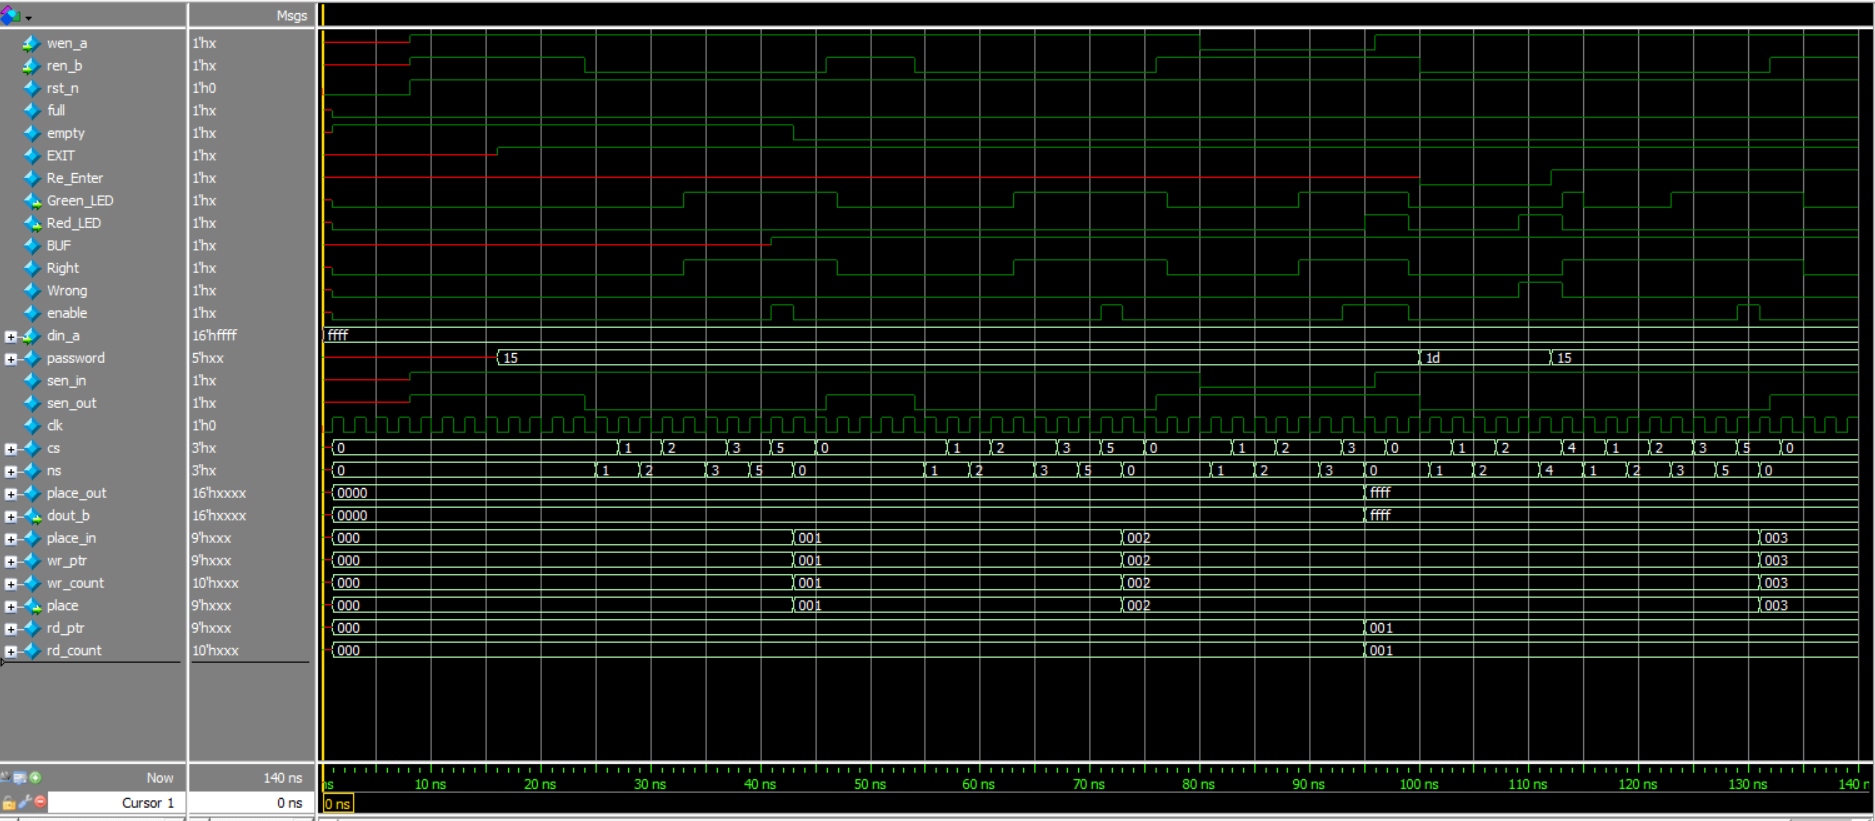 Msgs
wen_a 1'hx
ren_b 1'hx
rst_n 1'h0
full 1'hx
empty 1'hx
EXIT 1'hx
Re_Enter 1'hx
Green_LED 1'hx
Red_LED 1'hx
BUF 1'hx
Right 1'hx
Wrong 1'hx
enable 1'hx
din_a 16'hffff ffff
password 5'hxx 15 1d 15
sen_in 1'hx
sen_out 1'hx
clk 1'h0
cs 3'hx 0 1 2 3 5 0 1 2 3 5 0 1 2 3 0 1 2 4 1 2 3 5 0
ns 3'hx 0 1 2 3 5 0 1 2 3 5 0 1 2 3 0 1 2 4 1 2 3 5 0
place_out 16'hxxxx 0000 ffff
dout_b 16'hxxxx 0000 ffff
place_in 9'hxxx 000 001 002 003
wr_ptr 9'hxxx 000 001 002 003
wr_count 10'hxxx 000 001 002 003
place 9'hxxx 000 001 002 003
rd_ptr 9'hxxx 000 001
rd_count 10'hxxx 000 001
Now 140 ns ns 10 ns 20 ns 30 ns 40 ns 50 ns 60 ns 70 ns 80 ns 90 ns 100 ns 110 ns 120 ns 130 ns 140 n
Cursor 1 0 ns 0 ns